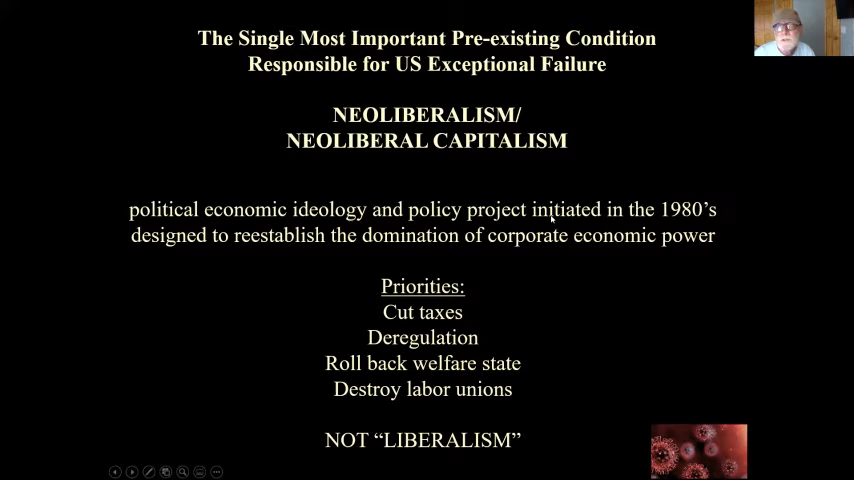 The Single Most Important Pre-existing Condition
Responsible for US Exceptional Failure
NEOLIBERALISM/
NEOLIBERAL CAPITALISM
political economic ideology and policy project initiated in the 1980’s
designed to reestablish the domination of corporate economic power
Priorities:
Cut taxes
Deregulation
Roll back welfare state
Destroy labor unions
NOT “LIBERALISM”